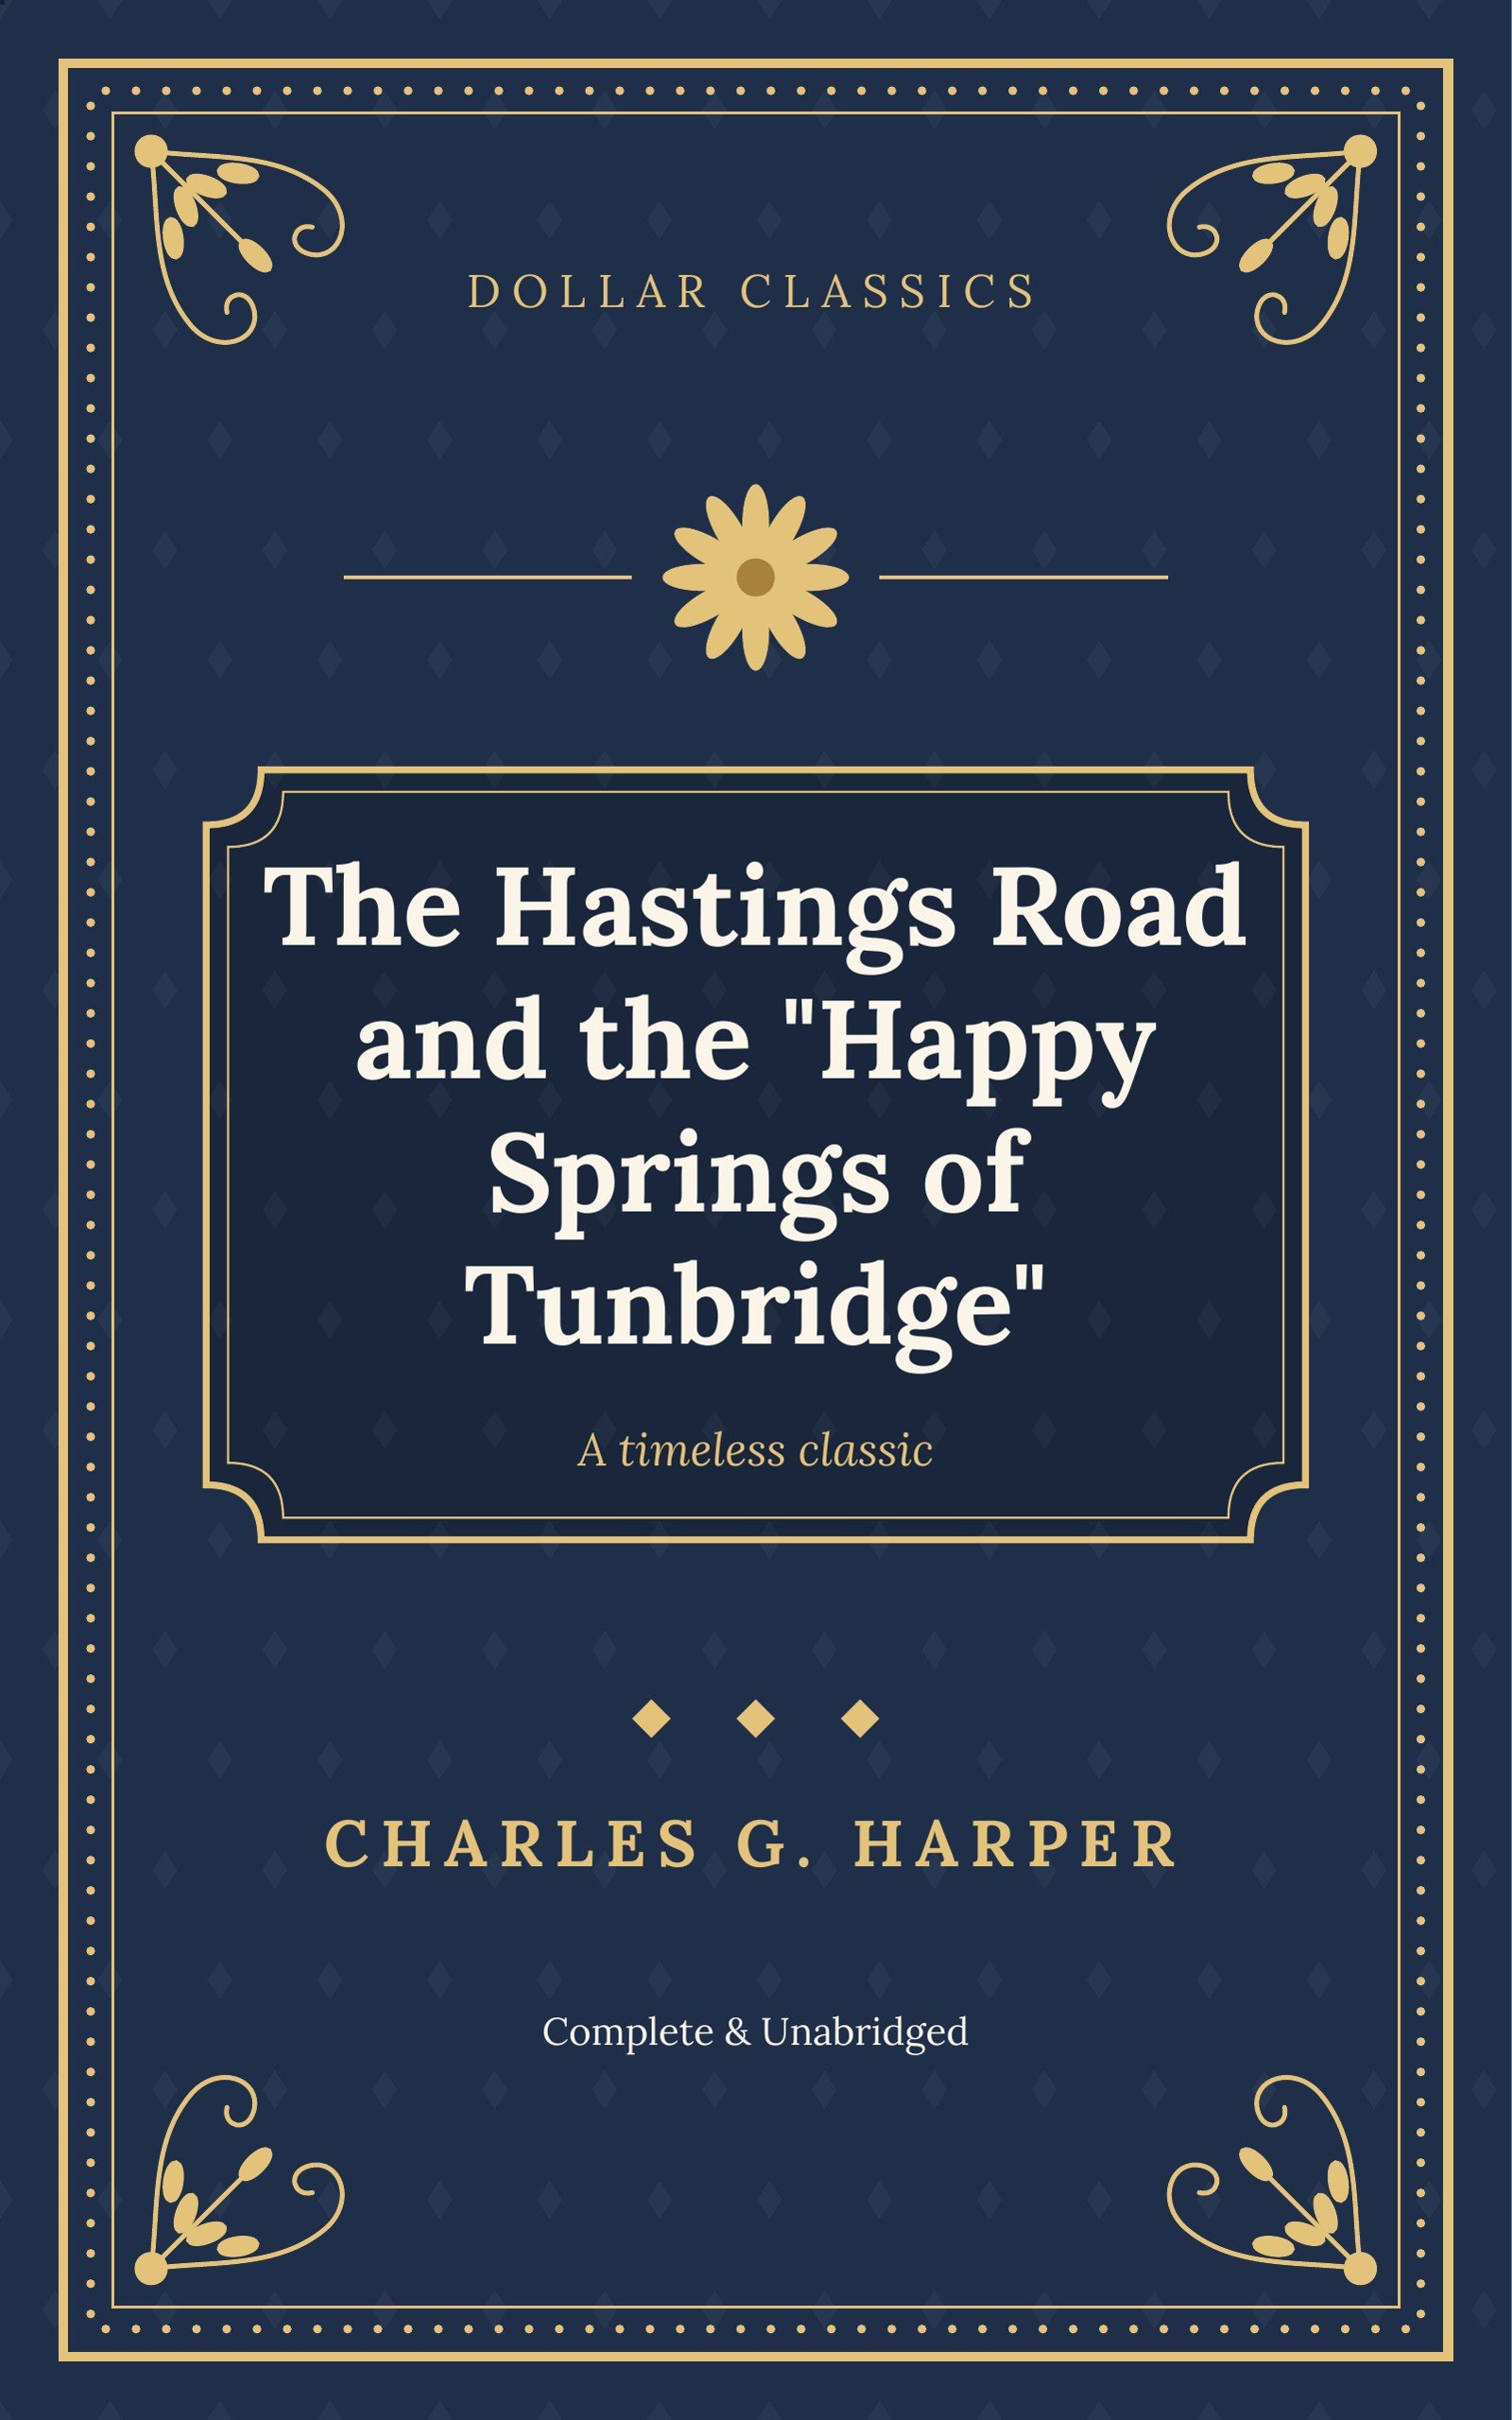 DOLLAR CLASSICS
The Hastings Road
and the "Happy
Springs of
Tunbridge"
A timeless classic
CHARLES G. HARPER
Complete & Unabridged